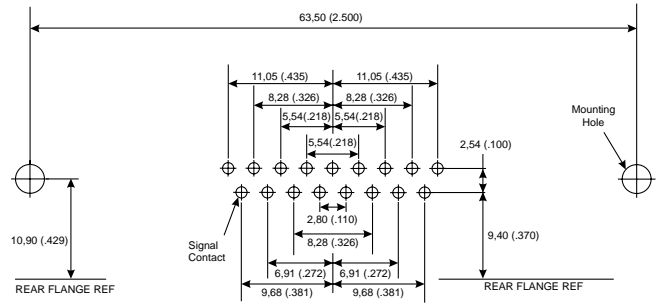 63,50 (2.500)
11,05 (.435) 11,05 (.435)
8,28 (.326) 8,28 (.326)
5,54(.218) 5,54(.218)
5,54(.218)
Mounting
Hole
2,54 (.100)
10,90 (.429)
Signal
Contact
2,80 (.110)
8,28 (.326)
9,40 (.370)
6,91 (.272) 6,91 (.272)
9,68 (.381) 9,68 (.381)
REAR FLANGE REF
REAR FLANGE REF